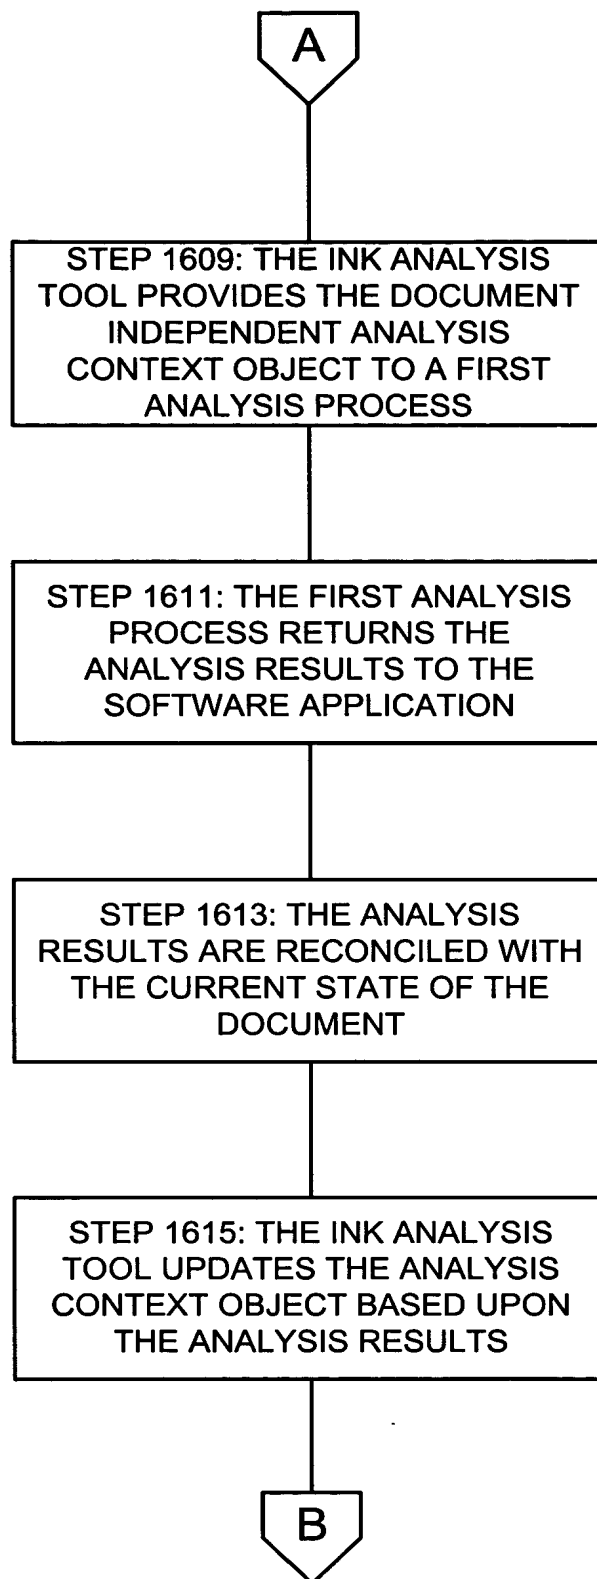 A
STEP 1609: THE INK ANALYSIS
TOOL PROVIDES THE DOCUMENT
INDEPENDENT ANALYSIS
CONTEXT OBJECT TO A FIRST
ANALYSIS PROCESS
STEP 1611: THE FIRST ANALYSIS
PROCESS RETURNS THE
ANALYSIS RESULTS TO THE
SOFTWARE APPLICATION
STEP 1613: THE ANALYSIS
RESULTS ARE RECONCILED WITH
THE CURRENT STATE OF THE
DOCUMENT
STEP 1615: THE INK ANALYSIS
TOOL UPDATES THE ANALYSIS
CONTEXT OBJECT BASED UPON
THE ANALYSIS RESULTS
B